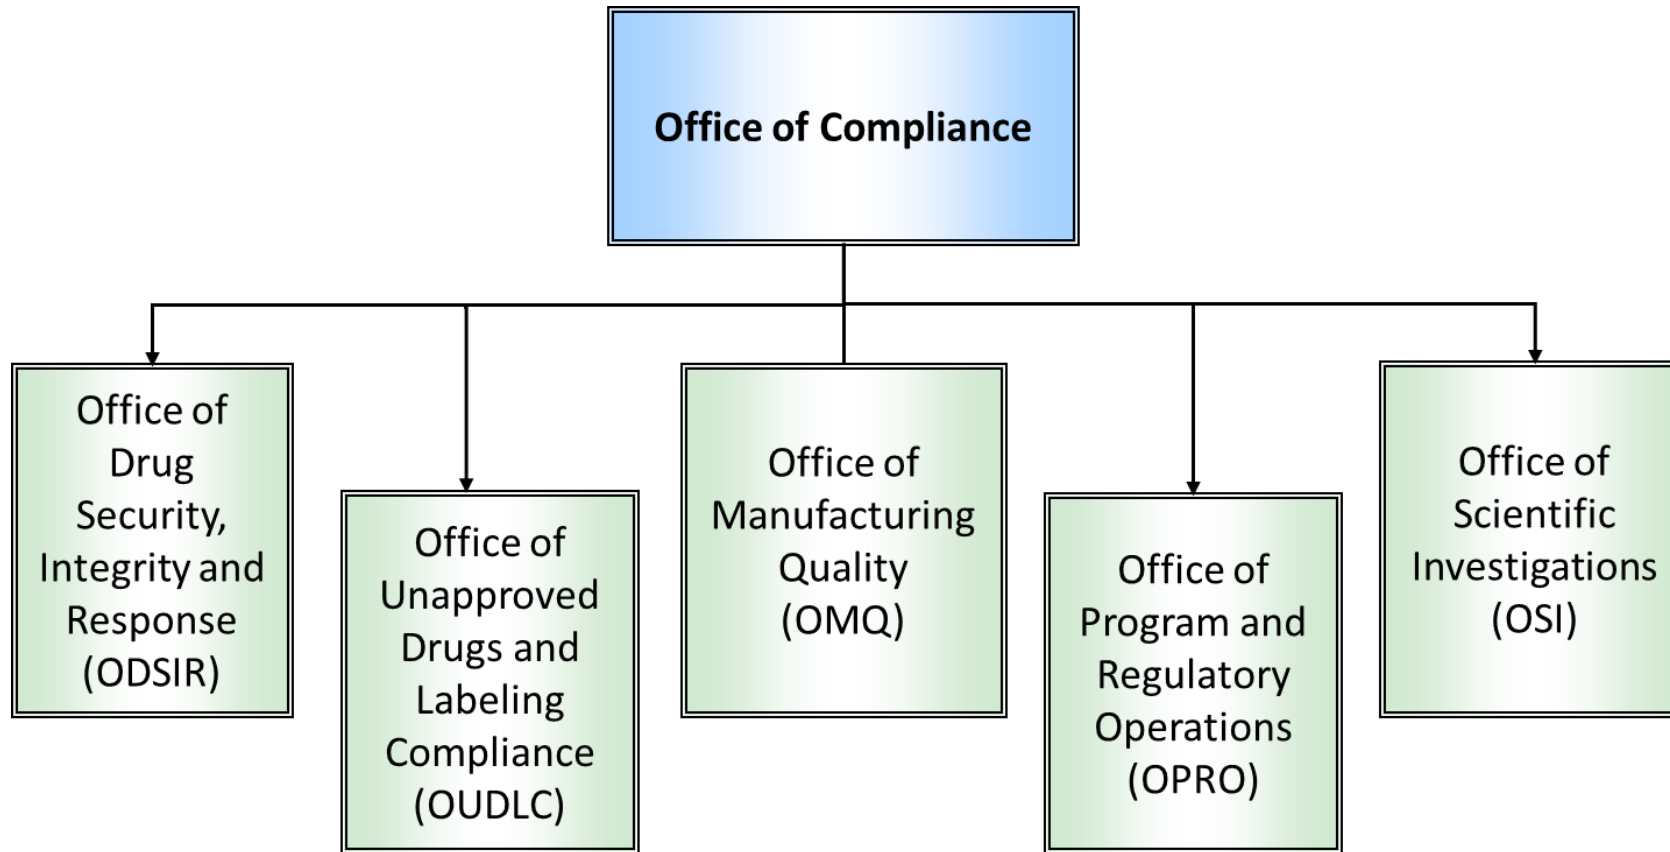 Office of Compliance
Office of
Drug
Security,
Integrity and
Response
(ODSIR)
Office of
Unapproved
Drugs and
Labeling
Compliance
(OUDLC)
Office of
Manufacturing
Quality
(OMQ)
Office of
Program and
Regulatory
Operations
(OPRO)
Office of
Scientific
Investigations
(OSI)